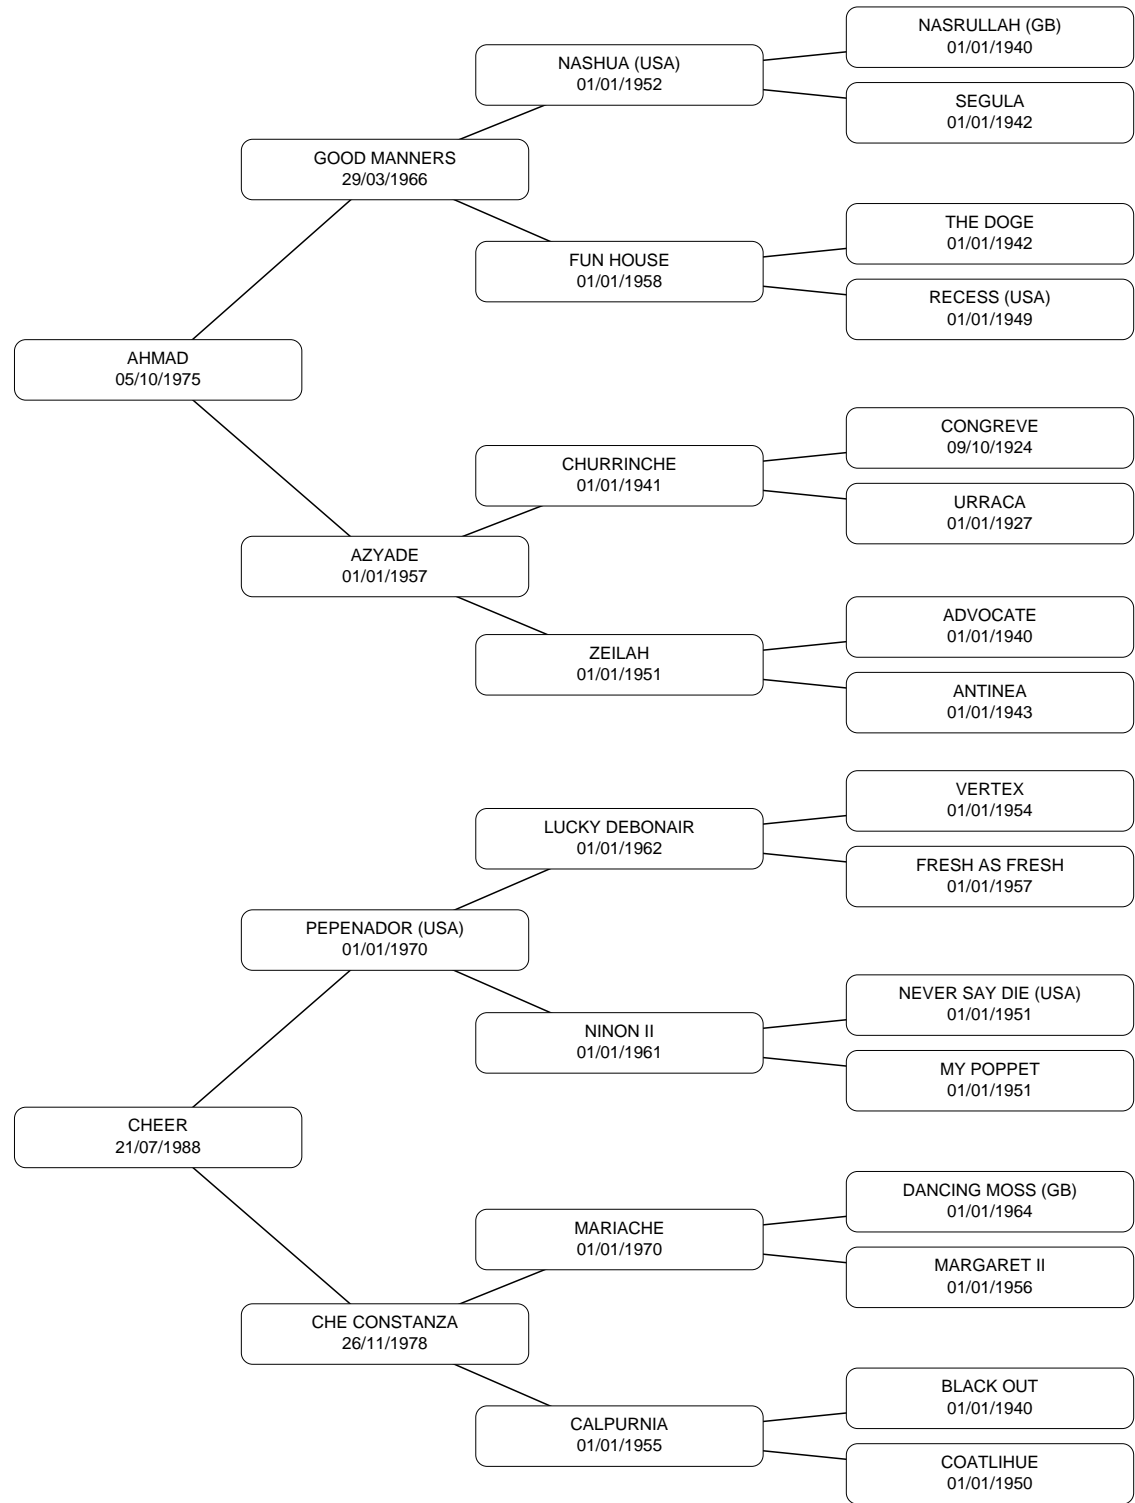 NASRULLAH (GB)
01/01/1940
NASHUA (USA)
01/01/1952
SEGULA
01/01/1942
GOOD MANNERS
29/03/1966
THE DOGE
01/01/1942
FUN HOUSE
01/01/1958
RECESS (USA)
01/01/1949
AHMAD
05/10/1975
CONGREVE
09/10/1924
CHURRINCHE
01/01/1941
URRACA
01/01/1927
AZYADE
01/01/1957
ADVOCATE
01/01/1940
ZEILAH
01/01/1951
ANTINEA
01/01/1943
VERTEX
01/01/1954
LUCKY DEBONAIR
01/01/1962
FRESH AS FRESH
01/01/1957
PEPENADOR (USA)
01/01/1970
NEVER SAY DIE (USA)
01/01/1951
NINON II
01/01/1961
MY POPPET
01/01/1951
CHEER
21/07/1988
DANCING MOSS (GB)
01/01/1964
MARIACHE
01/01/1970
MARGARET II
01/01/1956
CHE CONSTANZA
26/11/1978
BLACK OUT
01/01/1940
CALPURNIA
01/01/1955
COATLIHUE
01/01/1950